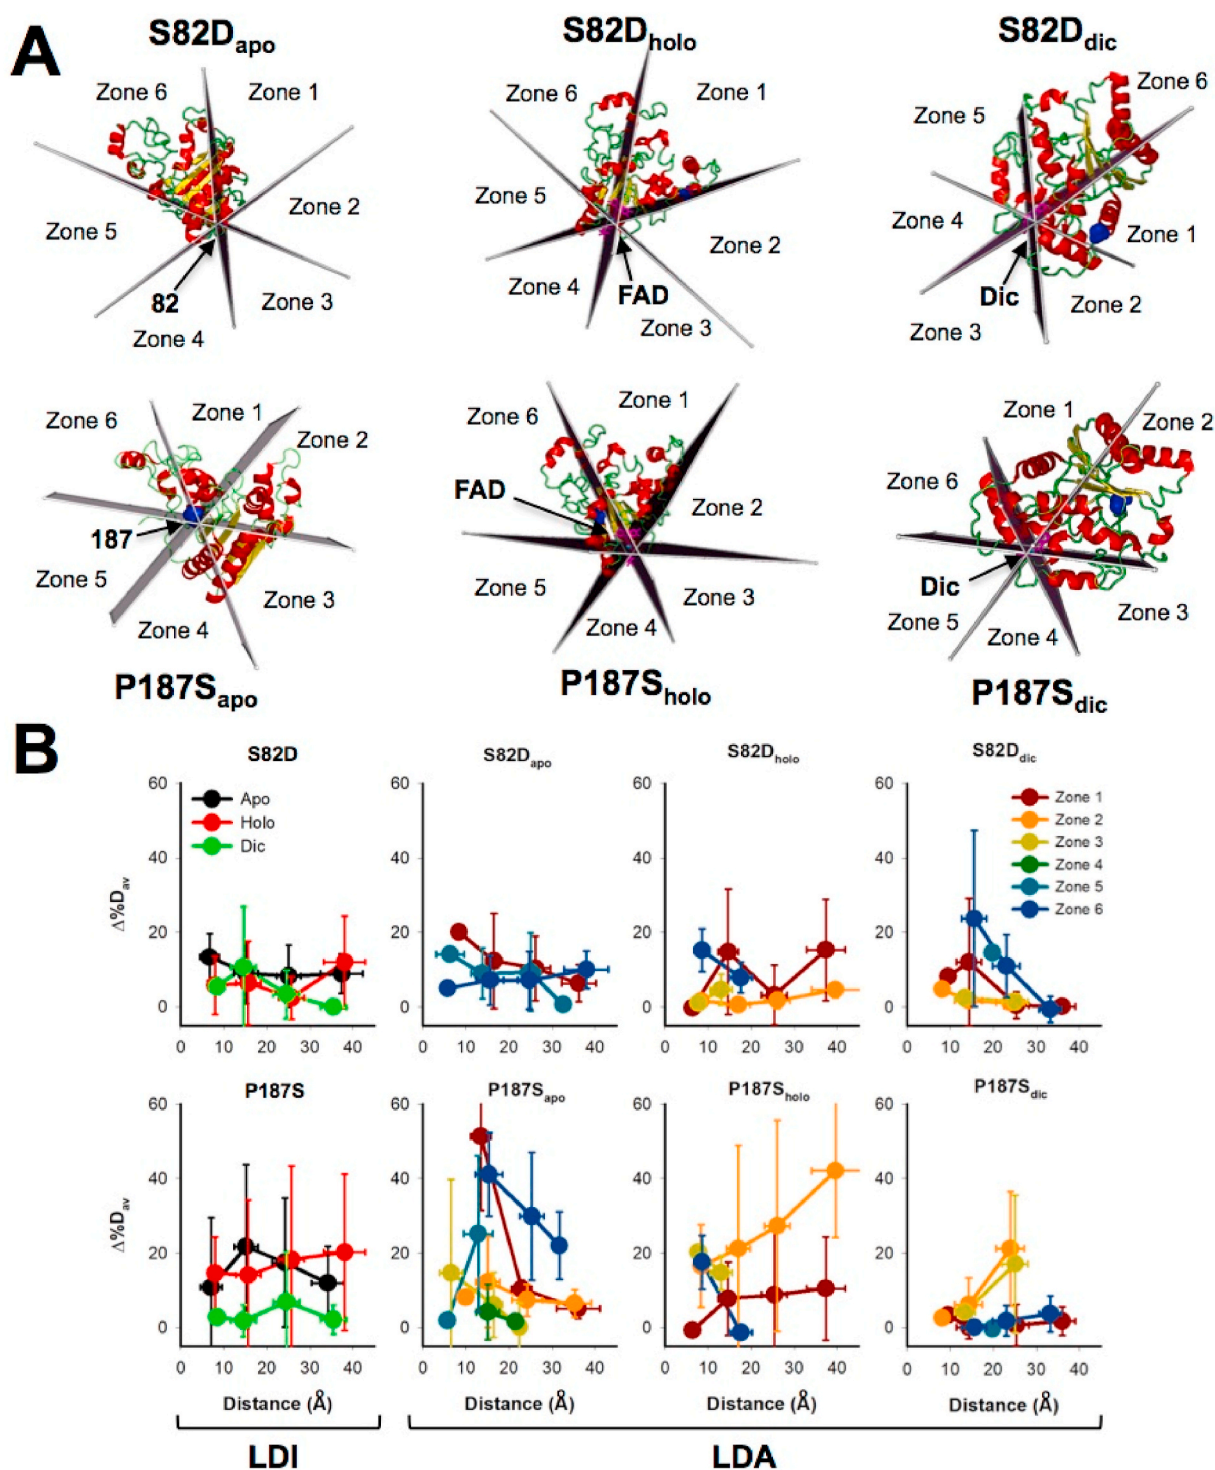 A
S82Dapo
S82Dholo
S82Ddic
Zone 6
Zone 1
Zone 2
Zone 3
Zone 4
Zone 5
82
Zone 6
Zone 1
Zone 2
Zone 3
Zone 4
Zone 5
FAD
Zone 5
Zone 6
Zone 4
Zone 1
Zone 2
Zone 3
Dic
Zone 6
Zone 1
Zone 2
Zone 3
Zone 4
Zone 5
187
P187Sapo
Zone 6
Zone 1
Zone 2
Zone 3
Zone 4
Zone 5
FAD
P187Sholo
Zone 1
Zone 2
Zone 6
Zone 3
Zone 4
Zone 5
Dic
P187Sdic
B
S82D
S82Dapo
S82Dholo
S82Ddic
Δ%Dav
60
40
20
0
Apo
Holo
Dic
0 10 20 30 40
60
40
20
0
0 10 20 30 40
60
40
20
0
0 10 20 30 40
60
40
20
0
Zone 1
Zone 2
Zone 3
Zone 4
Zone 5
Zone 6
0 10 20 30 40
P187S
P187Sapo
P187Sholo
P187Sdic
Δ%Dav
60
40
20
0
0 10 20 30 40
60
40
20
0
0 10 20 30 40
60
40
20
0
0 10 20 30 40
60
40
20
0
0 10 20 30 40
Distance (Å)
Distance (Å)
Distance (Å)
Distance (Å)
LDI
LDA